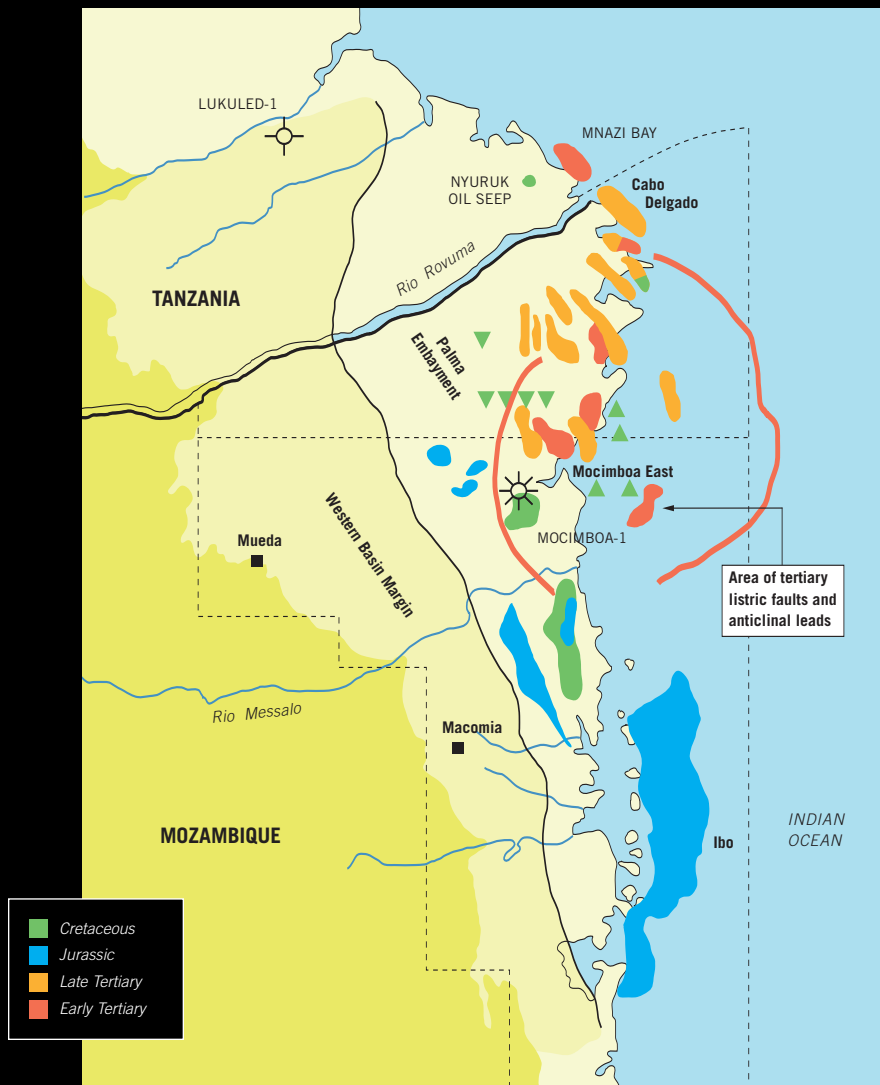 LUKULED-1
MNAZI BAY
NYURUK
OIL SEEP
Cabo
Delgado
Rio Rovuma
TANZANIA
Palma
Embayment
Mocimboa East
Western Basin Margin
Mueda
MOCIMBOA-1
Area of tertiary
listric faults and
anticlinal leads
Rio Messalo
Macomia
MOZAMBIQUE
Ibo
INDIAN
OCEAN
Cretaceous
Jurassic
Late Tertiary
Early Tertiary